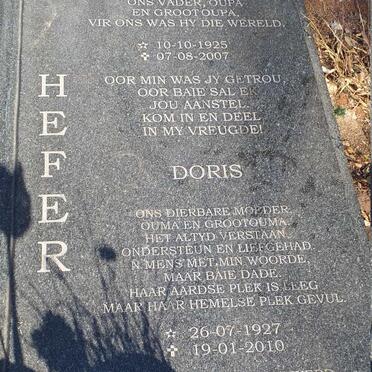 ONS VADER, OUPA
EN GROOTOUPA,
VIR ONS WAS HY DIE WERELD.
10-10-1925
07-08-2007
OOR MIN WAS JY GETROU,
OOR BAIE SAL EK
JOU AANSTEL.
KOM IN EN DEEL
IN MY VREUGDE!
HEFER
DORIS
ONS DIERBARE MOEDER,
OUMA EN GROOTOUMA.
HET ALTYD VERSTAAN,
ONDERSTEUN EN LIEFGEHAD.
'N MENS MET MIN WOORDE,
MAAR BAIE DADE.
HAAR AARDSE PLEK IS LEEG
MAAR HAAR HEMELSE PLEK GEVUL.
26-07-1927
19-01-2010